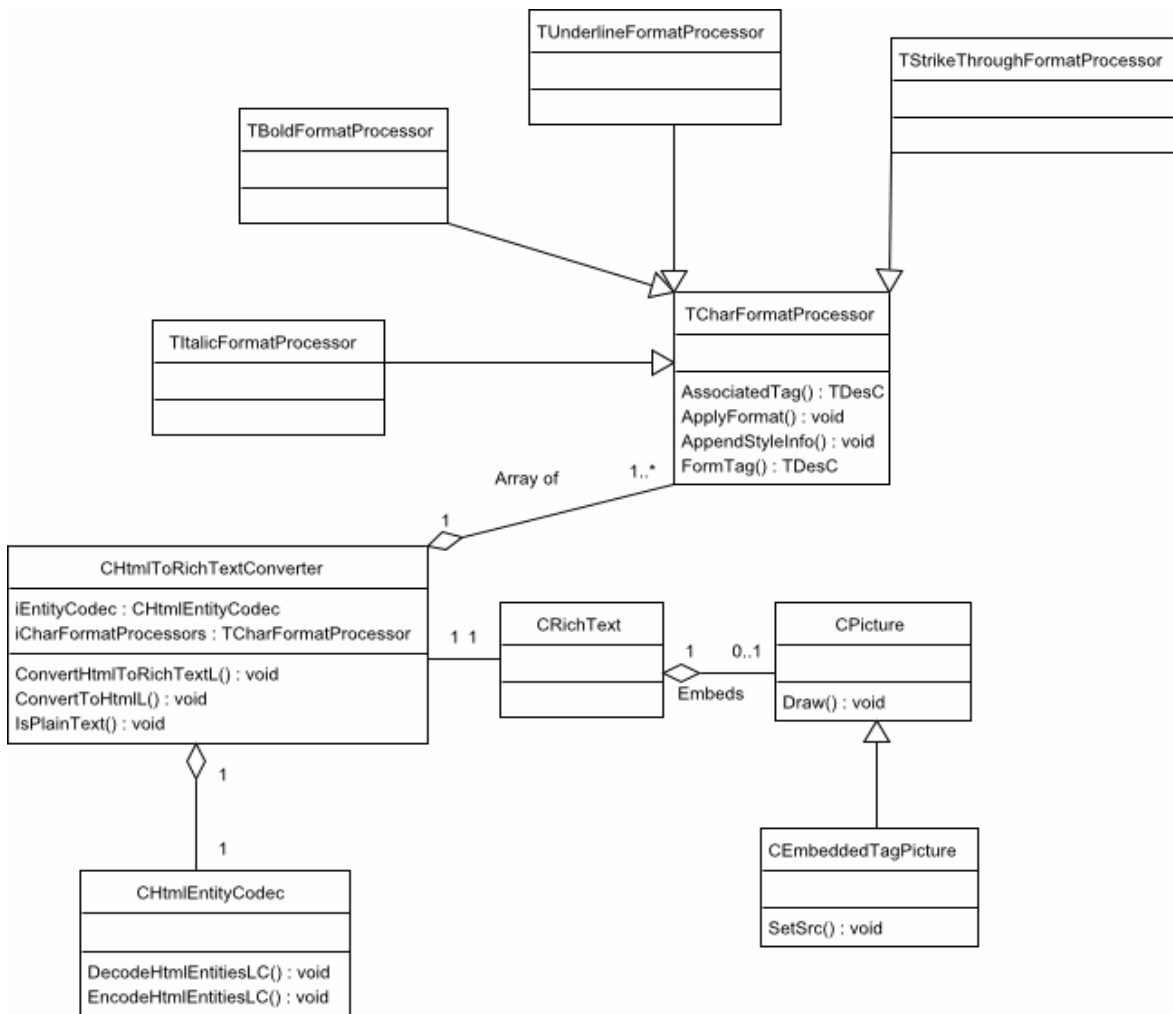 TUnderlineFormatProcessor
TStrikeThroughFormatProcessor
TBoldFormatProcessor
TItalicFormatProcessor
TCharFormatProcessor
AssociatedTag() : TDesC
ApplyFormat() : void
AppendStyleInfo() : void
FormTag() : TDesC
Array of
1..*
1
CHtmlToRichTextConverter
iEntityCodec : CHtmlEntityCodec
iCharFormatProcessors : TCharFormatProcessor
ConvertHtmlToRichTextL() : void
ConvertToHtmlL() : void
IsPlainText() : void
1 1
CRichText
1
0..1
Embeds
CPicture
Draw() : void
1
1
CHtmlEntityCodec
DecodeHtmlEntitiesLC() : void
EncodeHtmlEntitiesLC() : void
CEmbeddedTagPicture
SetSrc() : void